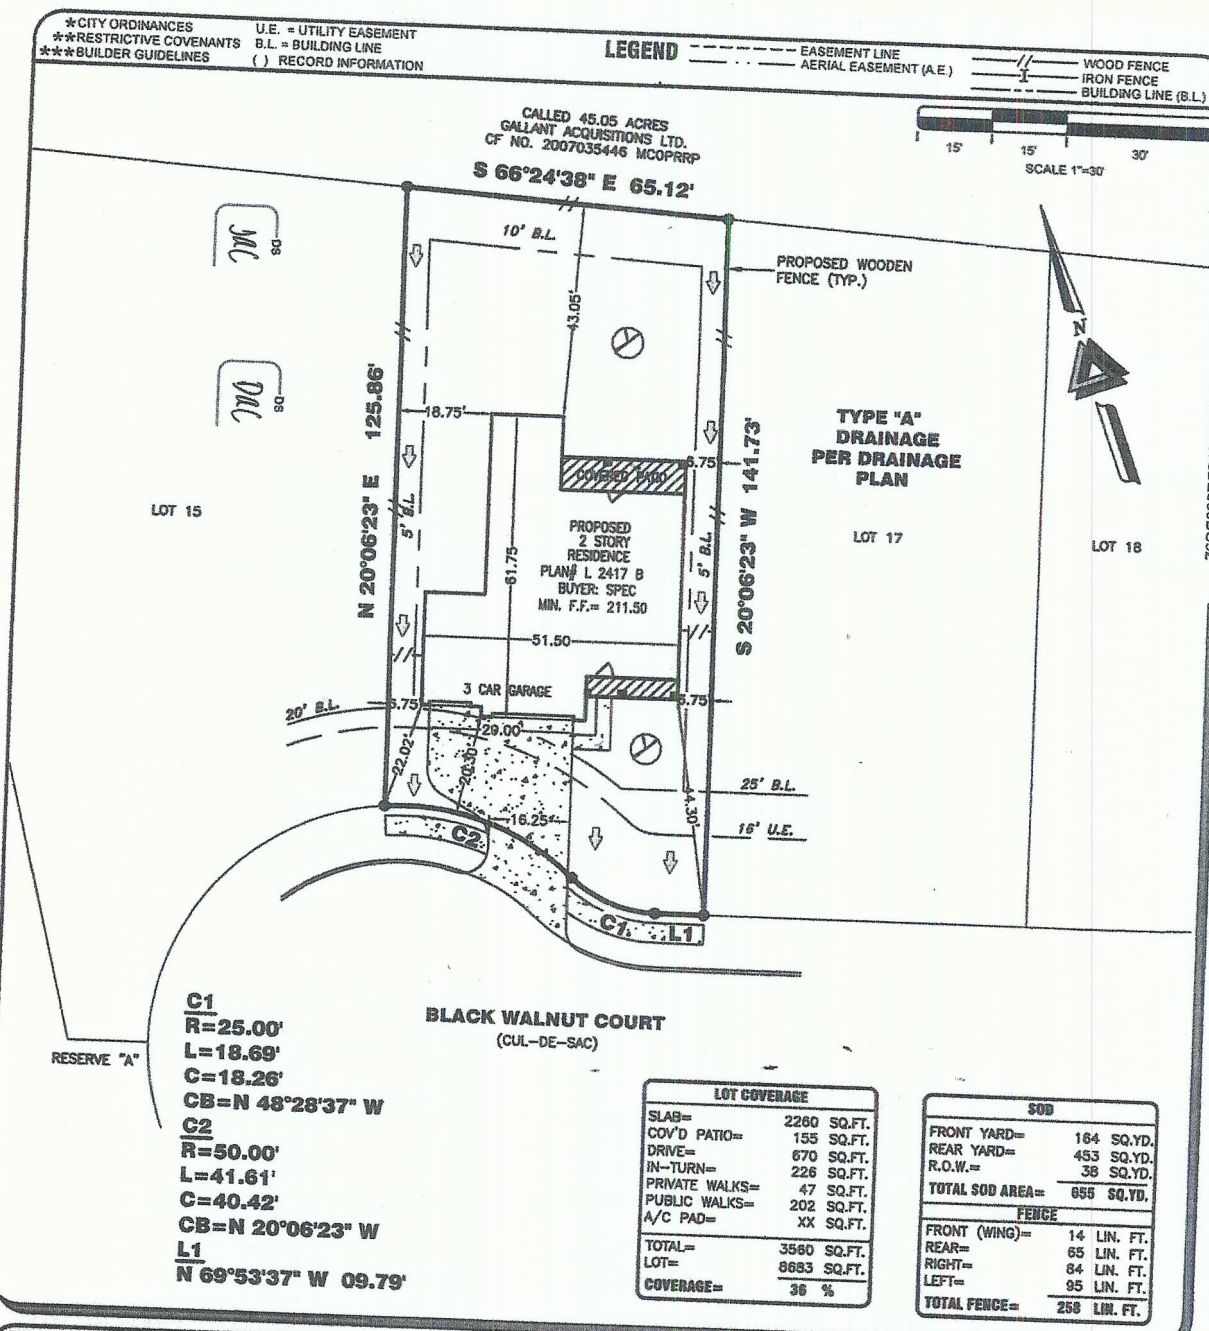 *CITY ORDINANCES
**RESTRICTIVE COVENANTS
***BUILDER GUIDELINES
U.E. = UTILITY EASEMENT
B.L. = BUILDING LINE
( ) RECORD INFORMATION
LEGEND
EASEMENT LINE
AERIAL EASEMENT (A.E.)
WOOD FENCE
IRON FENCE
BUILDING LINE (B.L.)
15' 15' 30'
SCALE 1"=30'
CALLED 45.05 ACRES
GALLANT ACQUISITIONS LTD.
CF NO. 2007035446 MCOPRRP
S 66°24'38" E 65.12'
10' B.L.
PROPOSED WOODEN
FENCE (TYP.)
DS
DS
43.05'
N
N 20°06'23" E 125.86'
18.75'
TYPE "A"
DRAINAGE
PER DRAINAGE
PLAN
S 20°06'23" W 141.73'
5.75'
COVERED PATIO
LOT 15
5' B.L.
61.75
PROPOSED
2 STORY
RESIDENCE
PLAN# L 2417 B
BUYER: SPEC
MIN. F.F.= 211.50
5' B.L.
LOT 17
LOT 18
51.50
3 CAR GARAGE
20' B.L.
5.75'
5.75'
29.00'
22.02'
20.30'
25' B.L.
16' U.E.
16.25'
C2
C1
L1
BLACK WALNUT COURT
(CUL-DE-SAC)
RESERVE "A"
C1
R=25.00'
L=18.69'
C=18.26'
CB=N 48°28'37" W
C2
R=50.00'
L=41.61'
C=40.42'
CB=N 20°06'23" W
L1
N 69°53'37" W 09.79'
LOT COVERAGE
SLAB= 2260 SQ.FT.
COV'D PATIO= 155 SQ.FT.
DRIVE= 670 SQ.FT.
IN-TURN= 226 SQ.FT.
PRIVATE WALKS= 47 SQ.FT.
PUBLIC WALKS= 202 SQ.FT.
A/C PAD= XX SQ.FT.
TOTAL= 3560 SQ.FT.
LOT= 8683 SQ.FT.
COVERAGE= 36 %
SOD
FRONT YARD= 164 SQ.YD.
REAR YARD= 453 SQ.YD.
R.O.W.= 38 SQ.YD.
TOTAL SOD AREA= 655 SQ.YD.
FENCE
FRONT (WING)= 14 LIN. FT.
REAR= 65 LIN. FT.
RIGHT= 84 LIN. FT.
LEFT= 95 LIN. FT.
TOTAL FENCE= 258 LIN. FT.